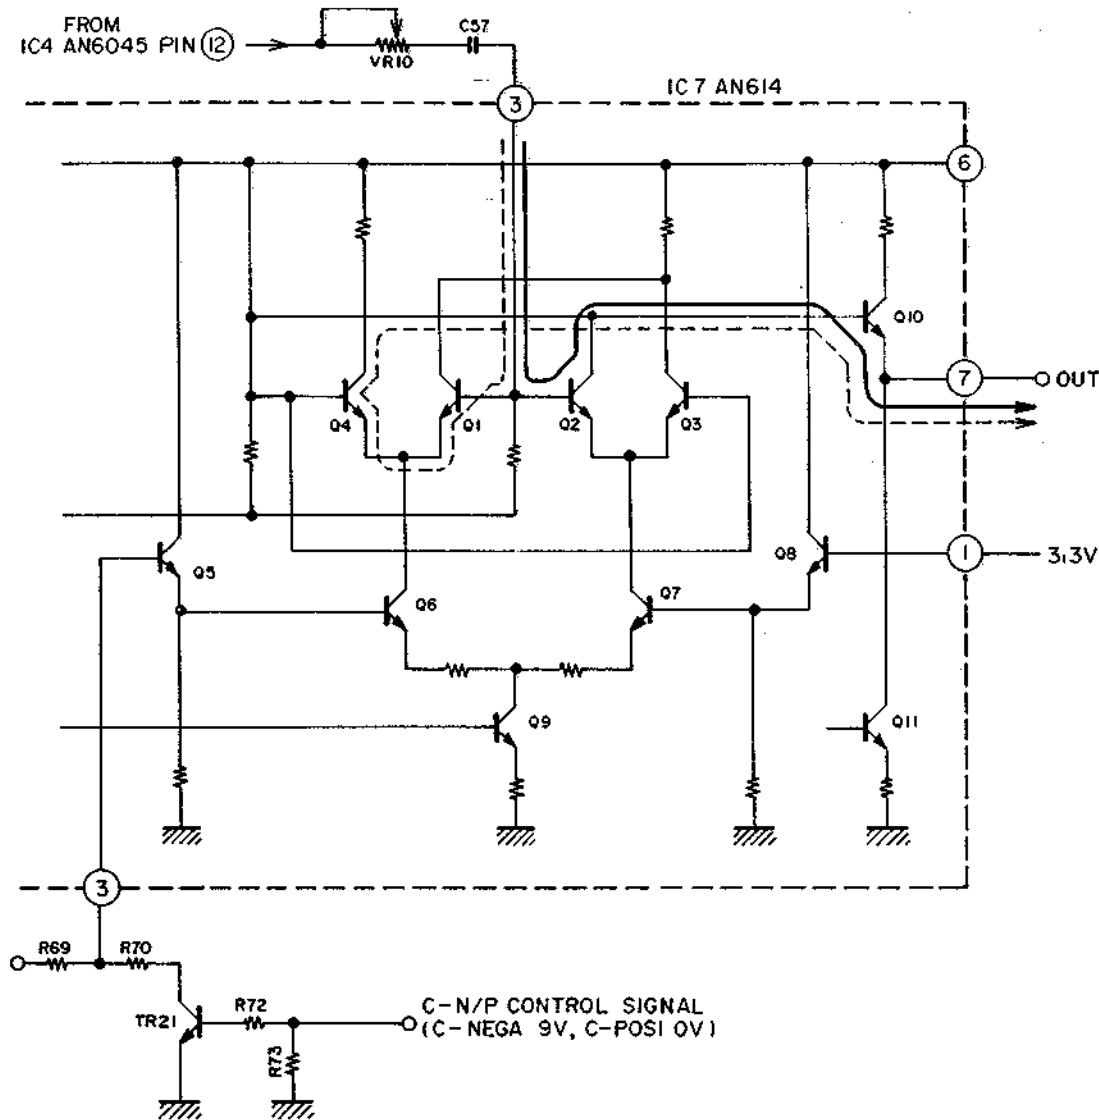 FROM
IC4 AN6045 PIN 12
VR10
C57
3
IC 7 AN614
6
Q10
7 OUT
Q4 Q1 Q2 Q3
Q5
Q8
1 3.3V
Q6 Q7
Q9 Q11
3
R69 R70
TR21
R72
R73
C-N/P CONTROL SIGNAL
(C-NEGA 9V, C-POSI 0V)